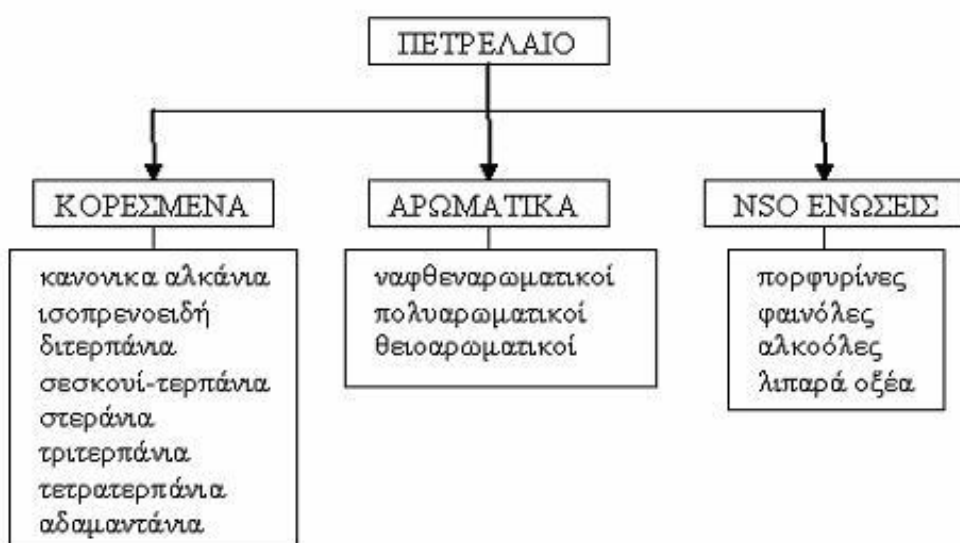 ΠΕΤΡΕΛΑΙΟ
ΚΟΡΕΣΜΕΝΑ
κανονικα αλκάνια
ισοπρενοειδή
διτερπάνια
σεσκουί-τερπάνια
στεράνια
τριτερπάνια
τετρατερπάνια
αδαμαντάνια
ΑΡΩΜΑΤΙΚΑ
ναφθεναρωματικοί
πολυαρωματικοί
θειοαρωματικοί
NSO ΕΝΩΣΕΙΣ
πορφυρίνες
φαινόλες
αλκοόλες
λιπαρά οξέα